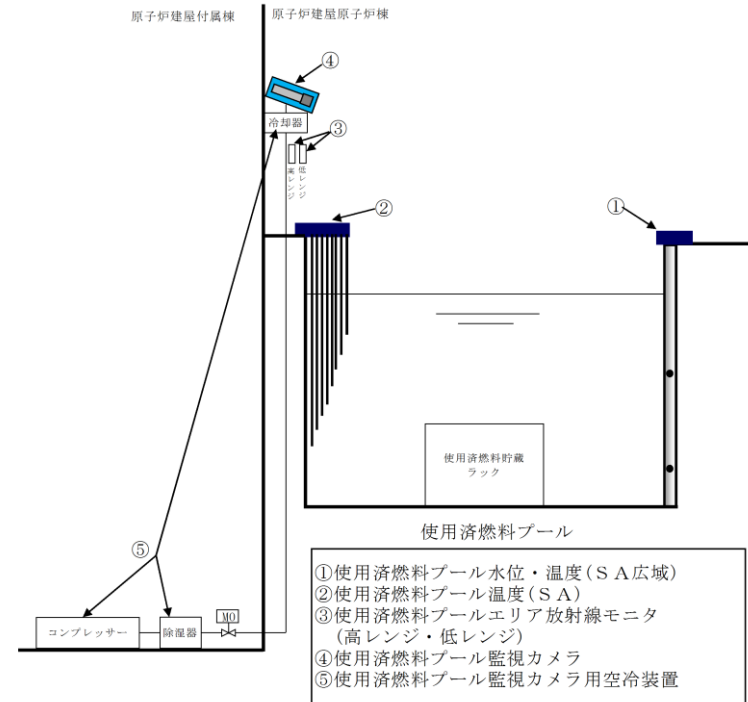 原子炉建屋付属棟
原子炉建屋原子炉棟
④
冷却器
③
高レンジ
低レンジ
②
①
使用済燃料貯蔵
ラック
使用済燃料プール
⑤
コンプレッサー
除湿器
MO
①使用済燃料プール水位・温度(ＳＡ広域)
②使用済燃料プール温度(ＳＡ)
③使用済燃料プールエリア放射線モニタ
(高レンジ・低レンジ)
④使用済燃料プール監視カメラ
⑤使用済燃料プール監視カメラ用空冷装置